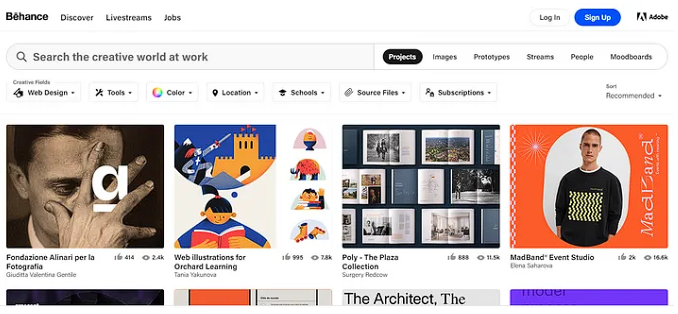 Bēhance Discover Livestreams Jobs Log In Sign Up Adobe
Search the creative world at work Projects Images Prototypes Streams People Moodboards
Creative Fields
Web Design Tools Color Location Schools Source Files Subscriptions
Sort
Recommended
g
MadBand
Fondazione Alinari per la Fotografia 414 2.4k
Giuditta Valentina Gentile
Web illustrations for Orchard Learning 995 7.8k
Tania Yakunova
Poly - The Plaza Collection 888 11.5k
Surgery Redcow
MadBand® Event Studio 2k 16.6k
Elena Saharova
The Architect, The
model